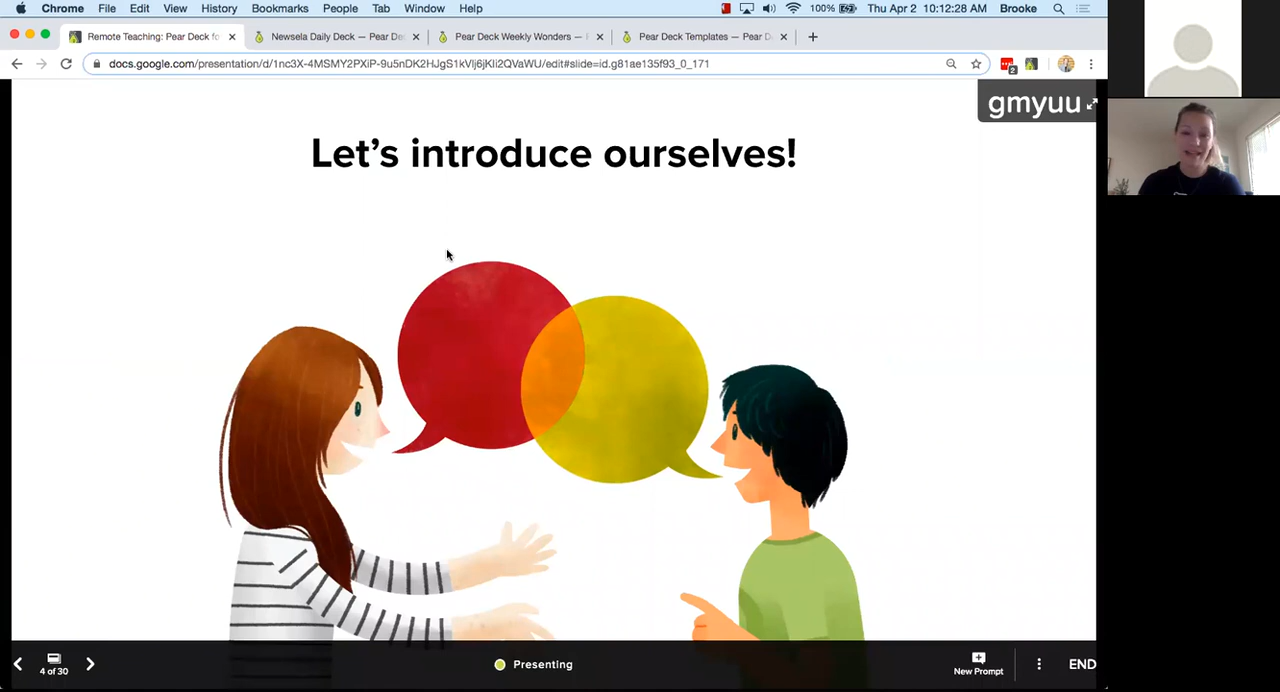 Chrome File Edit View History Bookmarks People Tab Window Help 100% Thu Apr 2 10:12:28 AM Brooke
Remote Teaching: Pear Deck fo Newsela Daily Deck — Pear De Pear Deck Weekly Wonders — Pear Deck Templates — Pear D
docs.google.com/presentation/d/1nc3X-4MSMY2PXiP-9u5nDK2HJgS1kVlj6jKli2QVaWU/edit#slide=id.g81ae135f93_0_171
2
gmyuu
Let's introduce ourselves!
4 of 30 Presenting New Prompt END